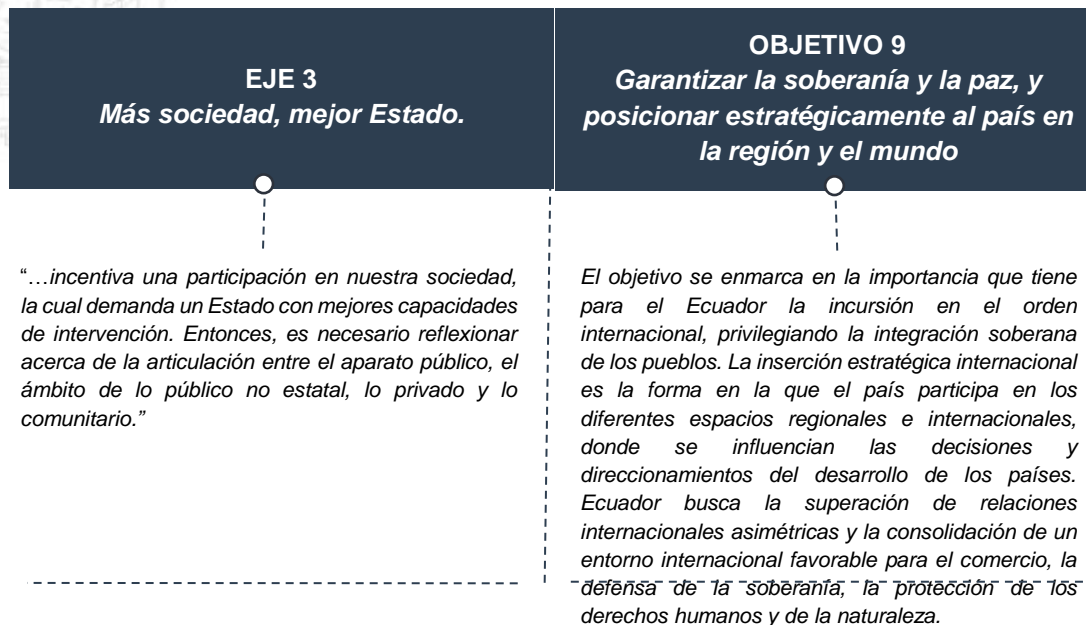 EJE 3
Más sociedad, mejor Estado.
OBJETIVO 9
Garantizar la soberanía y la paz, y
posicionar estratégicamente al país en
la región y el mundo
“…incentiva una participación en nuestra sociedad,
la cual demanda un Estado con mejores capacidades
de intervención. Entonces, es necesario reflexionar
acerca de la articulación entre el aparato público, el
ámbito de lo público no estatal, lo privado y lo
comunitario.”
El objetivo se enmarca en la importancia que tiene
para el Ecuador la incursión en el orden
internacional, privilegiando la integración soberana
de los pueblos. La inserción estratégica internacional
es la forma en la que el país participa en los
diferentes espacios regionales e internacionales,
donde se influencian las decisiones y
direccionamientos del desarrollo de los países.
Ecuador busca la superación de relaciones
internacionales asimétricas y la consolidación de un
entorno internacional favorable para el comercio, la
defensa de la soberanía, la protección de los
derechos humanos y de la naturaleza.